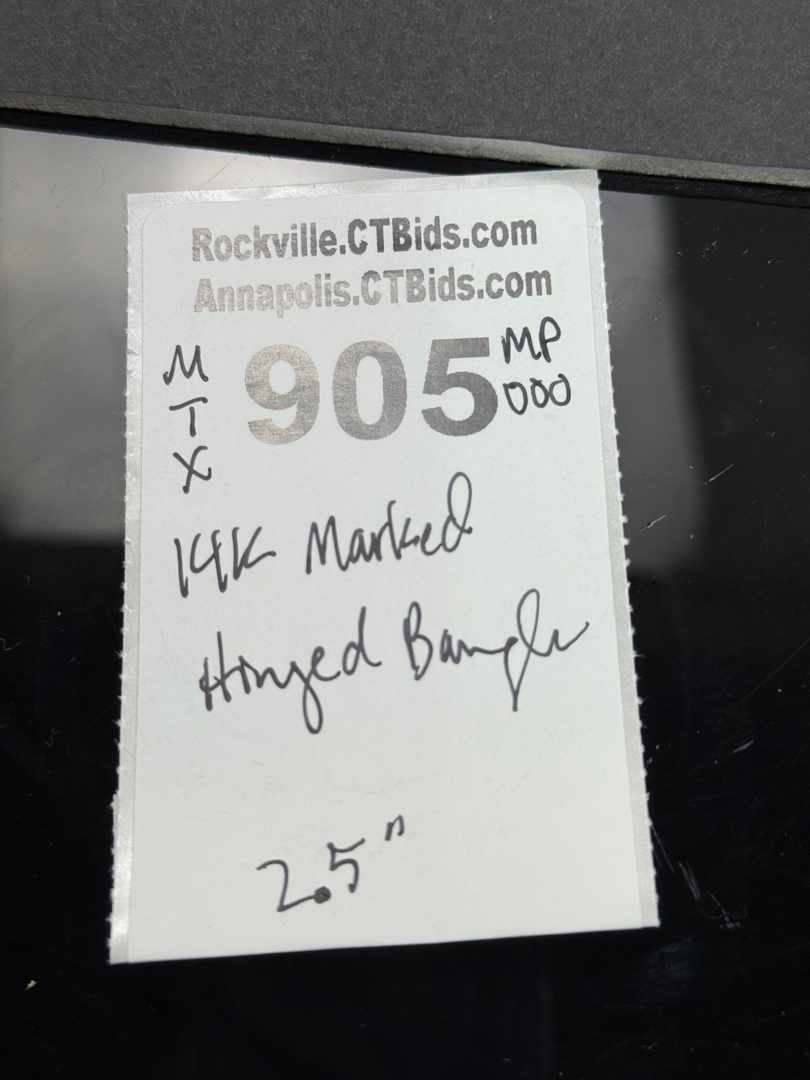 Rockville.CTBids.com
Annapolis.CTBids.com
M
T
X
905
MP
000
14K Marked
Hinged Bangle
2.5"